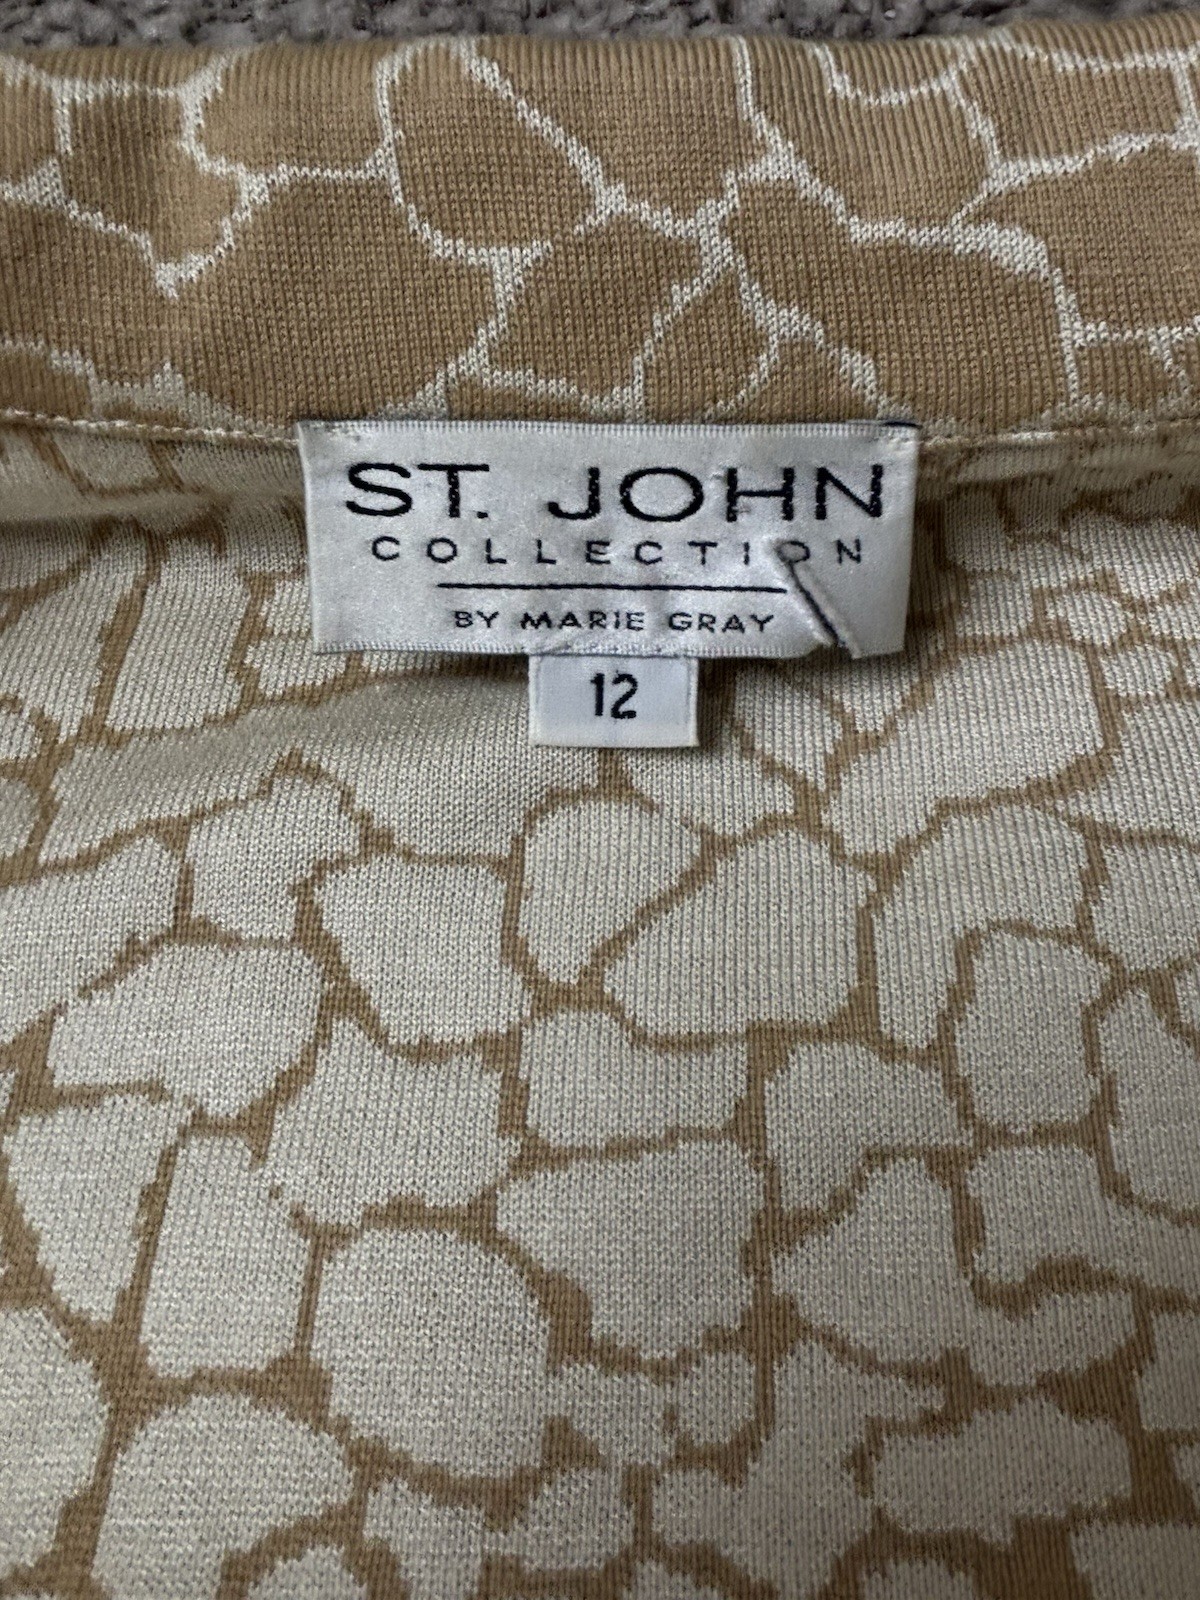 ST. JOHN
COLLECTION
BY MARIE GRAY
12